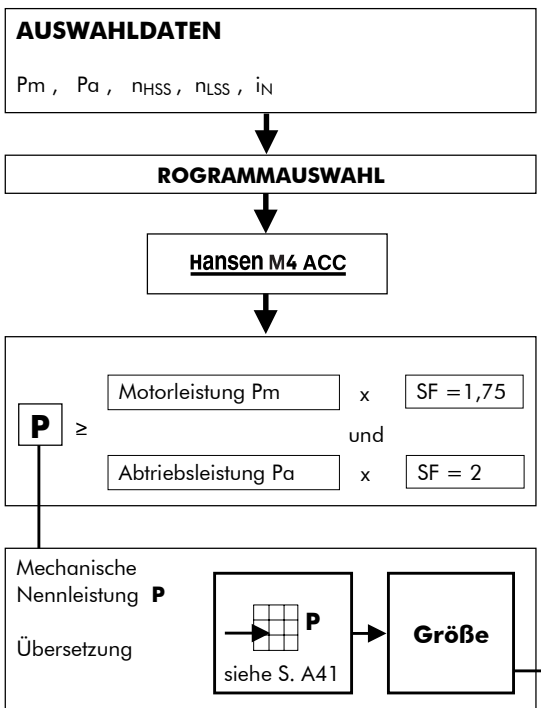 AUSWAHLDATEN
Pm , Pa , nHSS , nLSS , iN
ROGRAMMAUSWAHL
Hansen M4 ACC
Motorleistung Pm x SF =1,75
P ≥ und
Abtriebsleistung Pa x SF = 2
Mechanische
Nennleistung P
Übersetzung
P
siehe S. A41
Größe